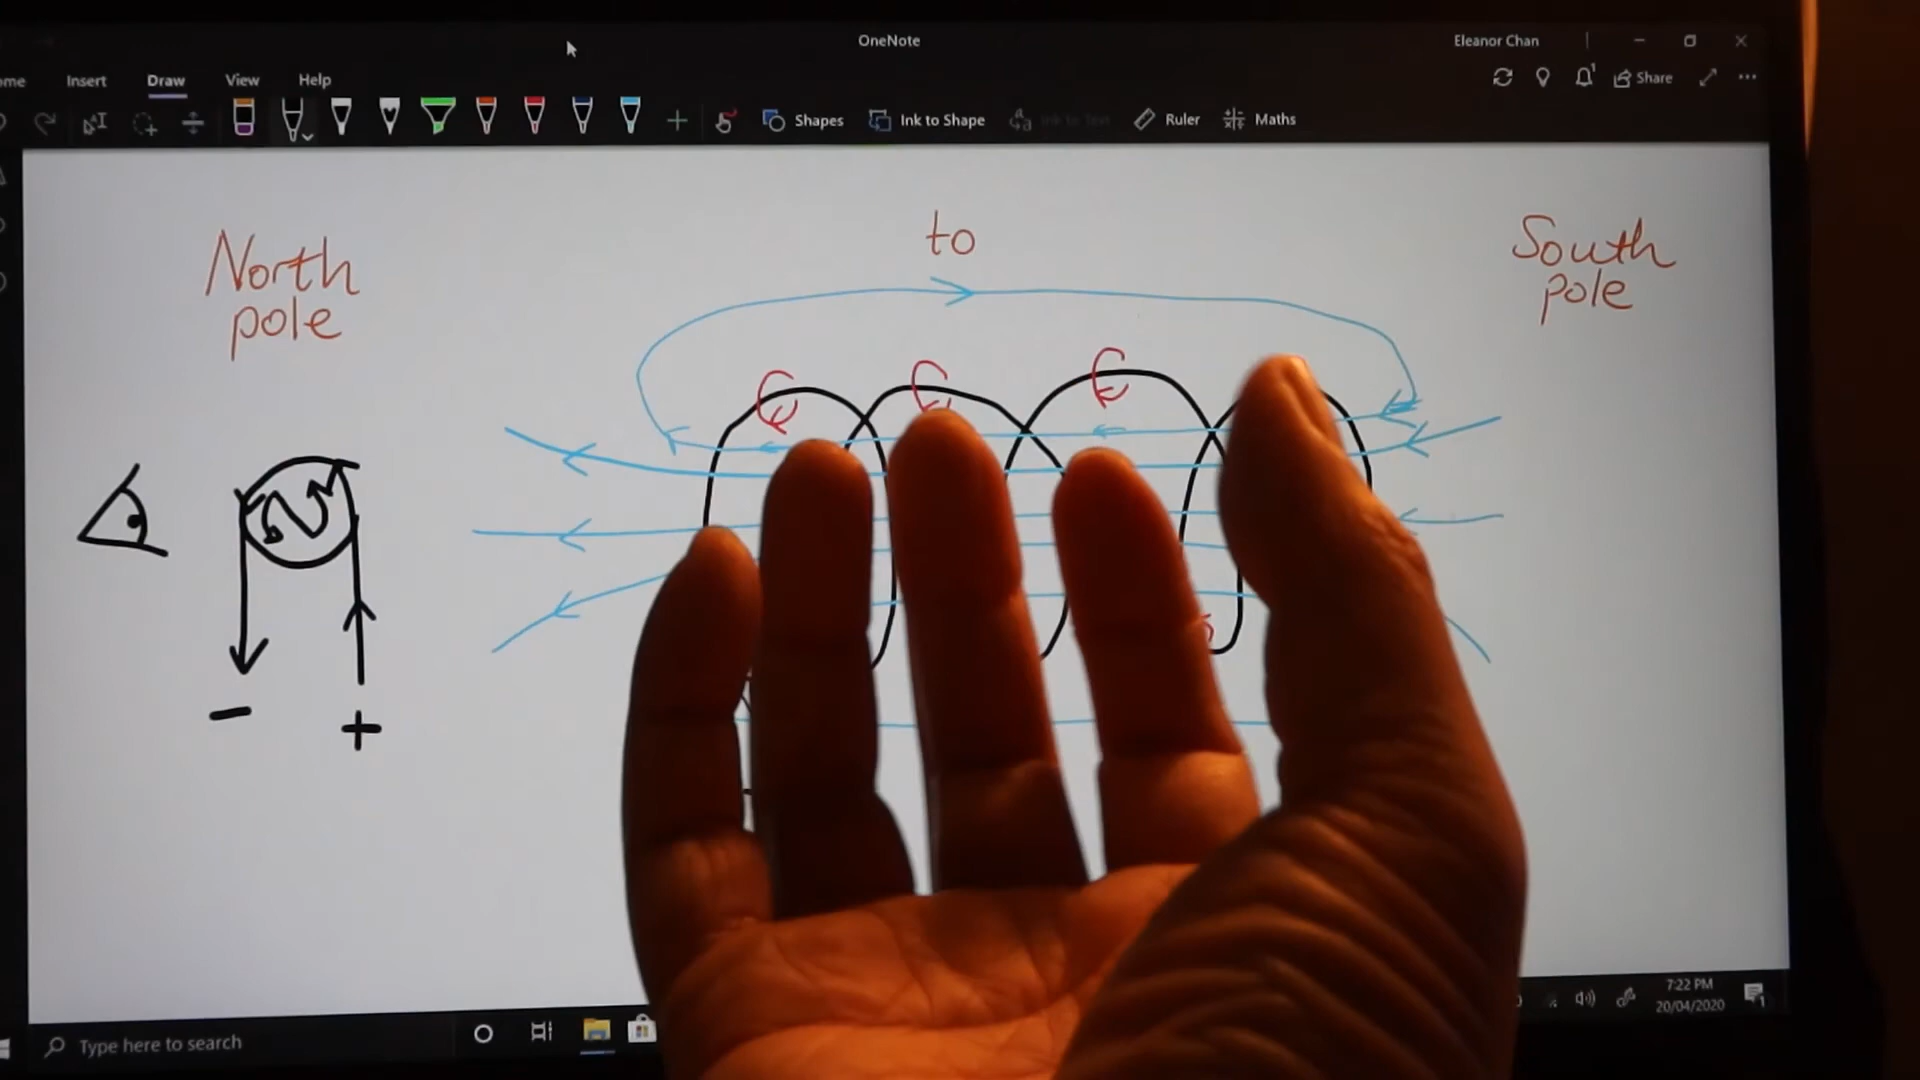 OneNote
Eleanor Chan
Insert
Draw
View
Help
Share
Shapes
Ink to Shape
Ruler
Maths
North
pole
to
South
pole
N
-
+
7:22 PM
20/04/2020
Type here to search